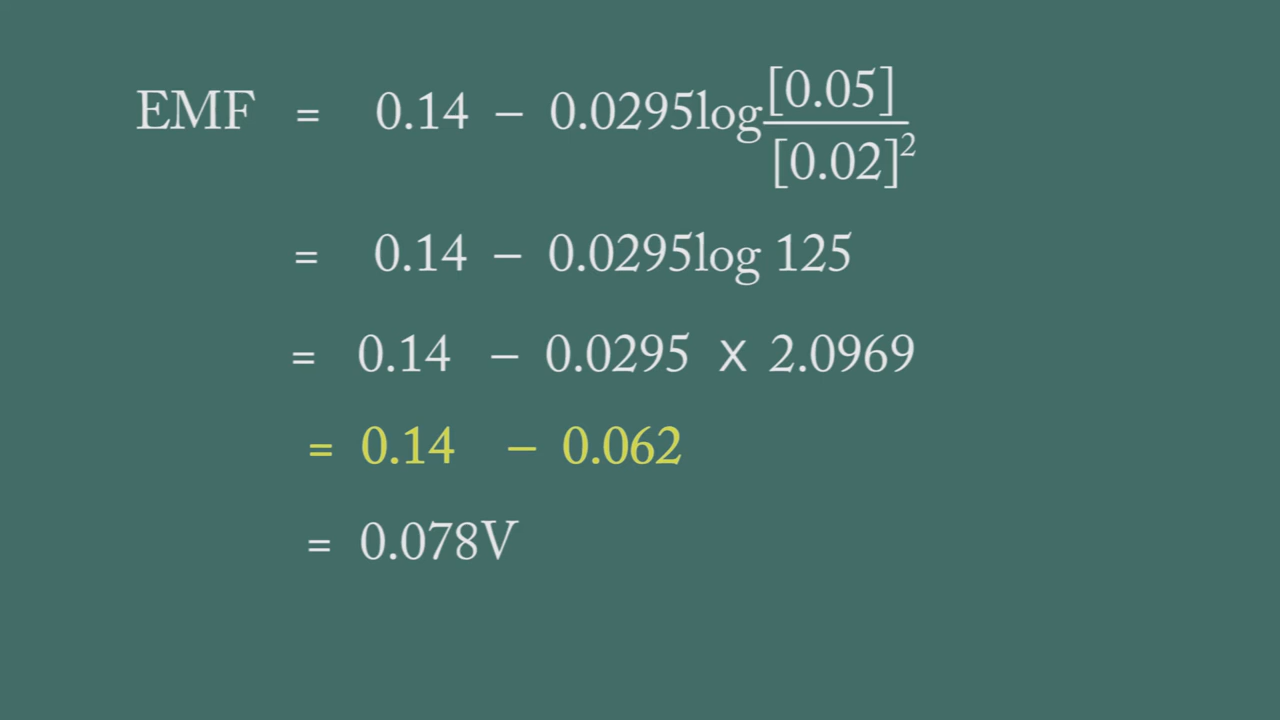 EMF = 0.14 – 0.0295log [0.05] / [0.02]²
= 0.14 – 0.0295log 125
= 0.14 – 0.0295 X 2.0969
= 0.14 – 0.062
= 0.078V